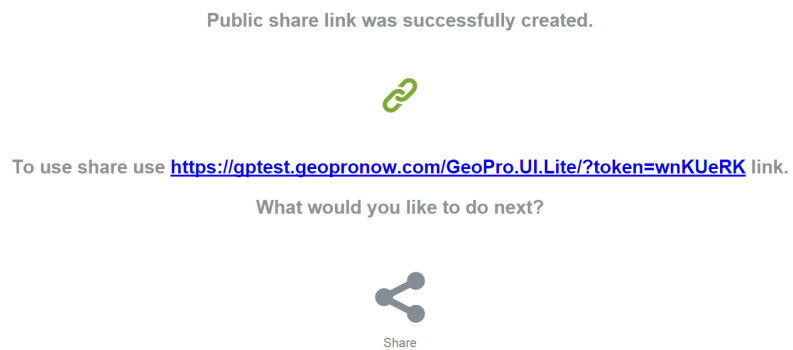 Public share link was successfully created.
To use share use https://gptest.geopronow.com/GeoPro.UI.Lite/?token=wnKUeRK link.
What would you like to do next?
Share